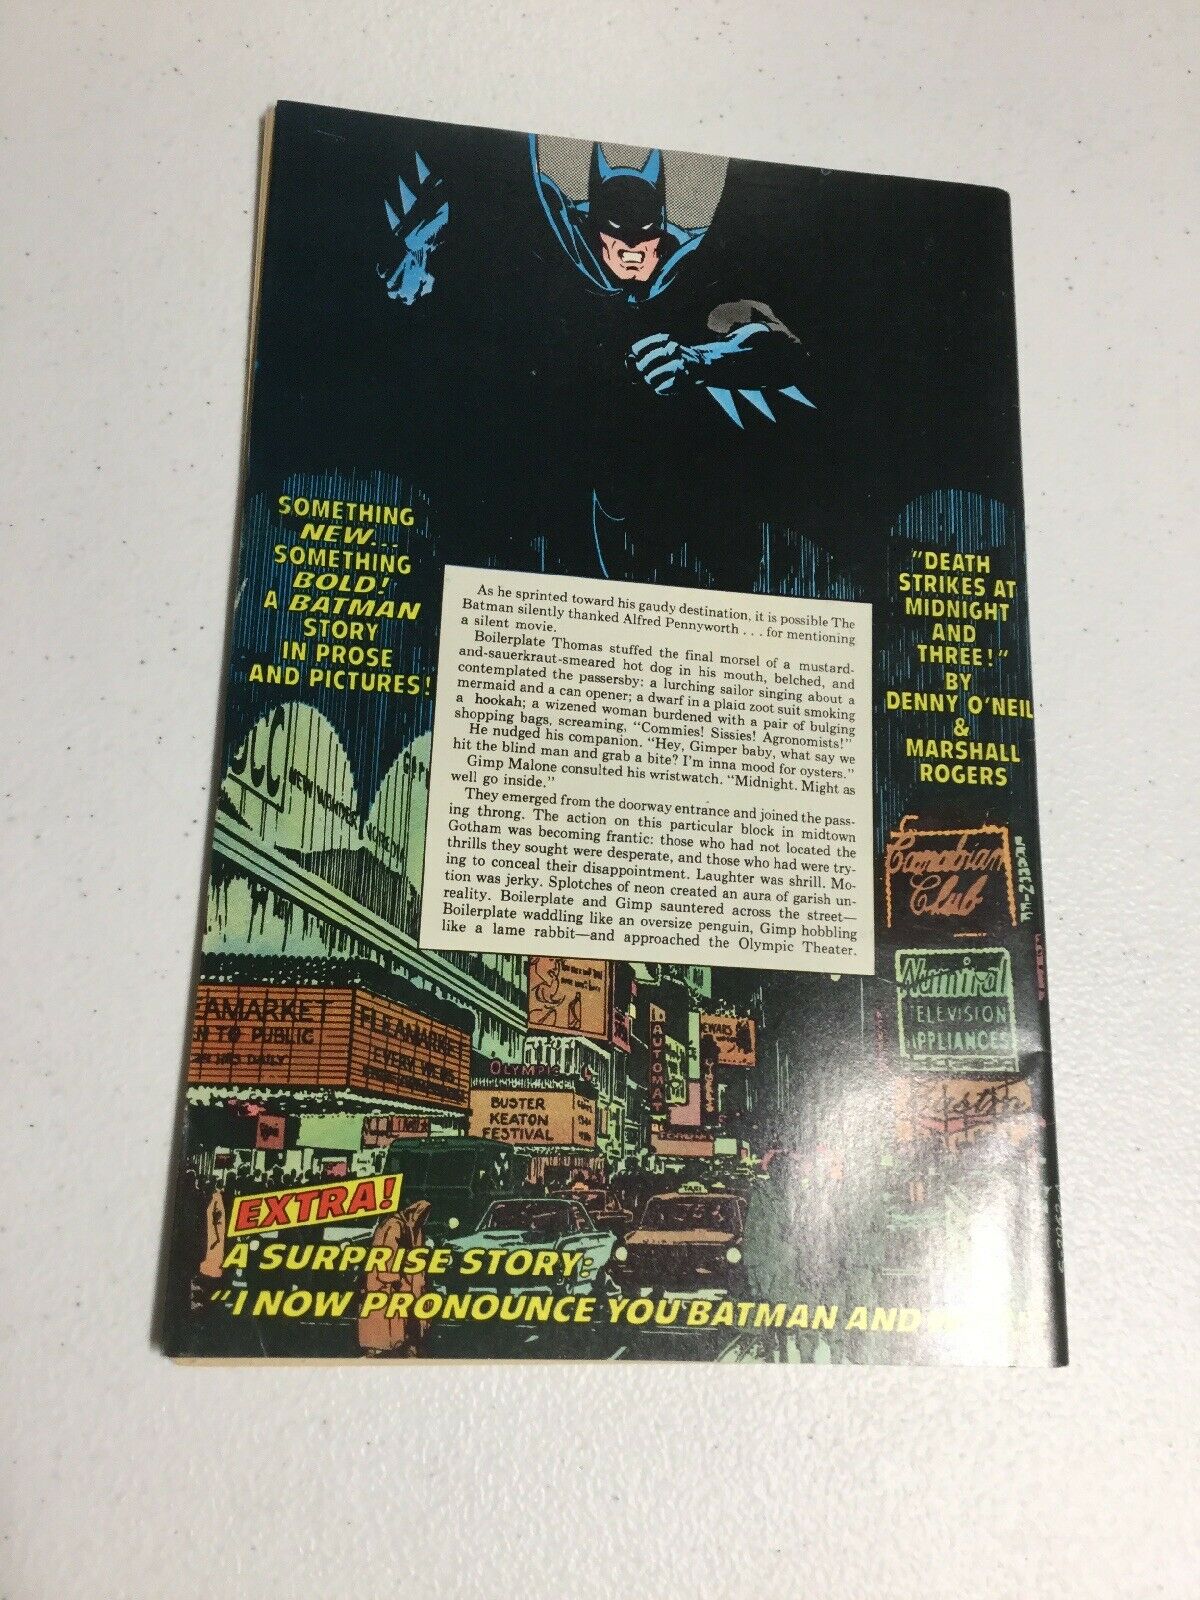 SOMETHING
NEW...
SOMETHING
BOLD!
A BATMAN
STORY
IN PROSE
AND PICTURES!
"DEATH
STRIKES AT
MIDNIGHT
AND
THREE!"
BY
DENNY O'NEIL
&
MARSHALL
ROGERS
As he sprinted toward his gaudy destination, it is possible The
Batman silently thanked Alfred Pennyworth . . . for mentioning
a silent movie.
Boilerplate Thomas stuffed the final morsel of a mustard-
and-sauerkraut-smeared hot dog in his mouth, belched, and
contemplated the passersby: a lurching sailor singing about a
mermaid and a can opener; a dwarf in a plaid zoot suit smoking
a hookah; a wizened woman burdened with a pair of bulging
shopping bags, screaming, "Commies! Sissies! Agronomists!"
He nudged his companion. "Hey, Gimper baby, what say we
hit the blind man and grab a bite? I'm inna mood for oysters."
Gimp Malone consulted his wristwatch. "Midnight. Might as
well go inside."
They emerged from the doorway entrance and joined the pass-
ing throng. The action on this particular block in midtown
Gotham was becoming frantic: those who had not located the
thrills they sought were desperate, and those who had were try-
ing to conceal their disappointment. Laughter was shrill. Mo-
tion was jerky. Splotches of neon created an aura of garish un-
reality. Boilerplate and Gimp sauntered across the street—
Boilerplate waddling like an oversize penguin, Gimp hobbling
like a lame rabbit—and approached the Olympic Theater.
Canadian
Club
Admiral
TELEVISION
APPLIANCES
LEAMARKET
N TO PUBLIC
FLEAMARKET
OLYMPIC
BUSTER
KEATON
FESTIVAL
AUTOMAT
TAXI
EXTRA!
A SURPRISE STORY:
"I NOW PRONOUNCE YOU BATMAN AND